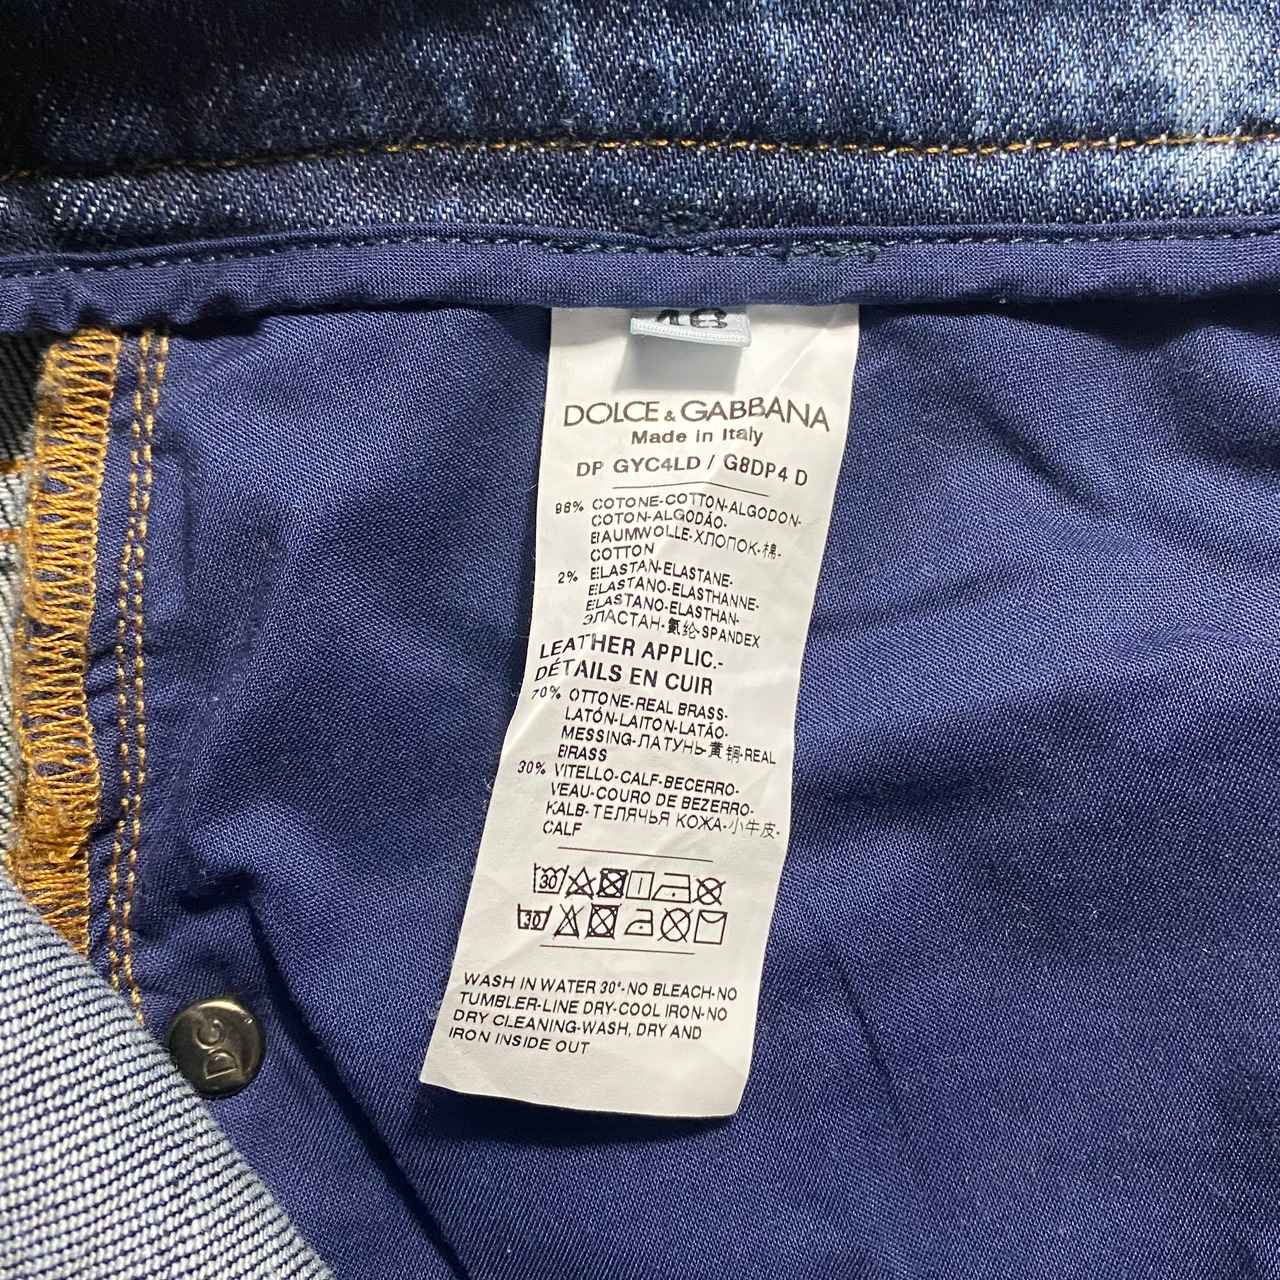 48
DOLCE & GABBANA
Made in Italy
DP GYC4LD / G8DP4 D
98% COTONE-COTTON-ALGODON-
COTON-ALGODÃO-
BAUMWOLLE-ХЛОПОК-棉-
COTTON
2% ELASTAN-ELASTANE-
ELASTANO-ELASTHANNE-
ELASTANO-ELASTHAN-
ЭЛАСТАН-氨纶-SPANDEX
LEATHER APPLIC.-
DÉTAILS EN CUIR
70% OTTONE-REAL BRASS-
LATÓN-LAITON-LATÃO-
MESSING-ЛАТУНЬ-黄铜-REAL
BRASS
30% VITELLO-CALF-BECERRO-
VEAU-COURO DE BEZERRO-
KALB-ТЕЛЯЧЬЯ КОЖА-小牛皮-
CALF
30
30
WASH IN WATER 30°-NO BLEACH-NO
TUMBLER-LINE DRY-COOL IRON-NO
DRY CLEANING-WASH, DRY AND
IRON INSIDE OUT
DG